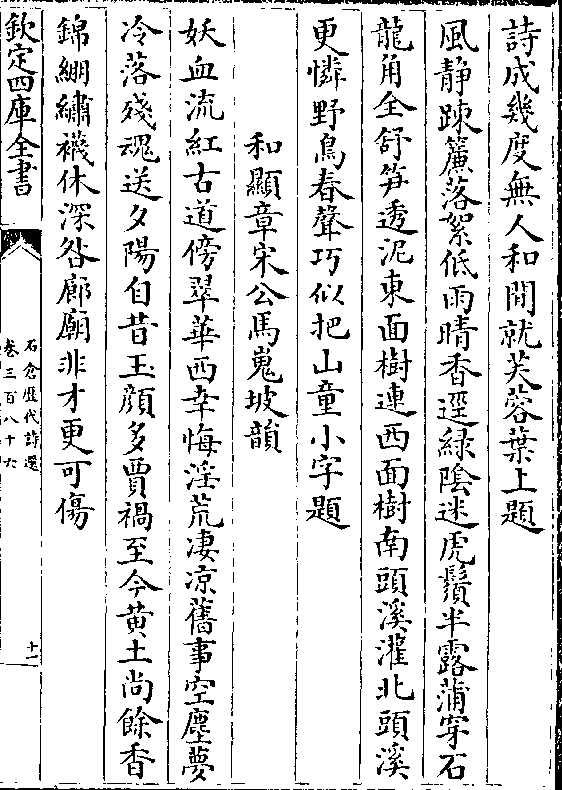 詩成幾度無人和閒就芙蓉葉上題
風静踈簾落絮低雨晴香逕緑陰迷虎鬚半露蒲穿石
龍角全舒笋透泥東面樹連西面樹南頭溪灌北頭溪
更憐野鳥春聲巧似把山童小字題
和顯章宋公馬嵬坡韻
妖血流紅古道傍翠華西幸悔淫荒凄凉舊事空塵夢
冷落殘魂送夕陽自昔玉顔多賈禍至今黄土尚餘香
錦綳繡襪休深咎廊廟非才更可傷
欽定四庫全書
石倉歴代詩選
卷三百八十六
十一